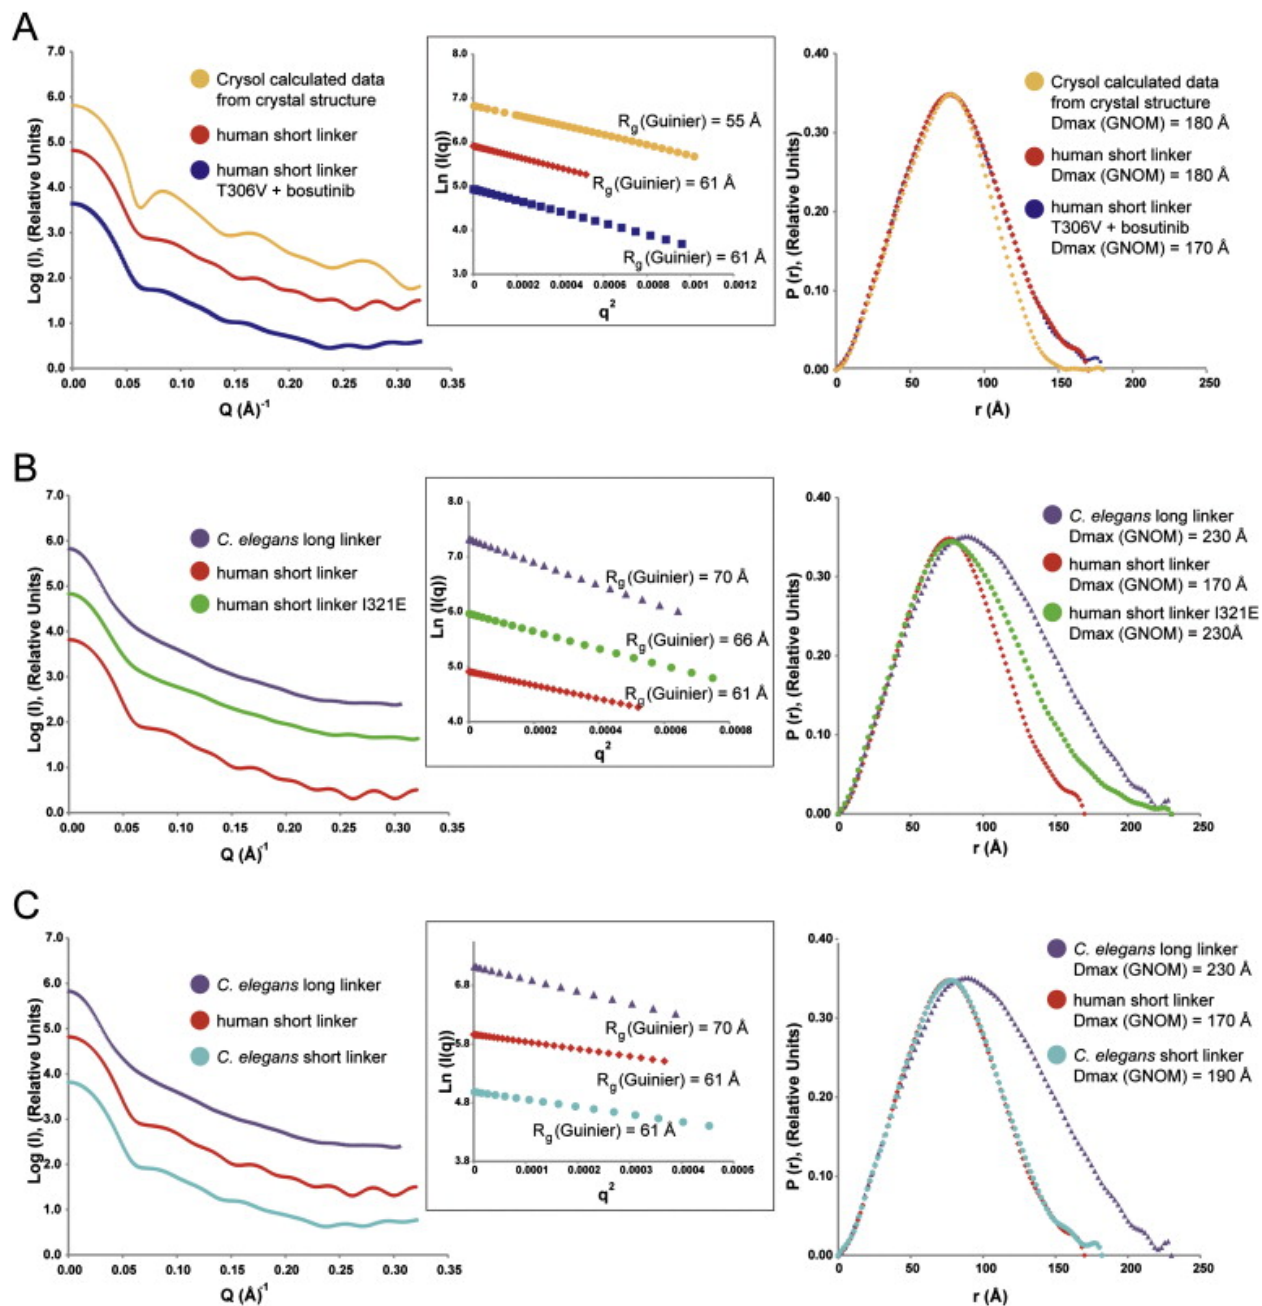 A
Log (I), (Relative Units)
7.0
6.0
5.0
4.0
3.0
2.0
1.0
0.0
0.00 0.05 0.10 0.15 0.20 0.25 0.30 0.35
Q (Å)-1
Crysol calculated data
from crystal structure
human short linker
human short linker
T306V + bosutinib
Ln (I(q))
8.0
7.0
6.0
5.0
4.0
3.0
0 0.0002 0.0004 0.0006 0.0008 0.001 0.0012
q2
Rg(Guinier) = 55 Å
Rg(Guinier) = 61 Å
Rg(Guinier) = 61 Å
P (r), (Relative Units)
0.40
0.30
0.20
0.10
0.00
0 50 100 150 200 250
r (Å)
Crysol calculated data
from crystal structure
Dmax (GNOM) = 180 Å
human short linker
Dmax (GNOM) = 180 Å
human short linker
T306V + bosutinib
Dmax (GNOM) = 170 Å
B
Log (I), (Relative Units)
7.0
6.0
5.0
4.0
3.0
2.0
1.0
0.0
0.00 0.05 0.10 0.15 0.20 0.25 0.30 0.35
Q (Å)-1
C. elegans long linker
human short linker
human short linker I321E
Ln (I(q))
8.0
7.0
6.0
5.0
4.0
0 0.0002 0.0004 0.0006 0.0008
q2
Rg(Guinier) = 70 Å
Rg(Guinier) = 66 Å
Rg(Guinier) = 61 Å
P (r), (Relative Units)
0.40
0.30
0.20
0.10
0.00
0 50 100 150 200 250
r (Å)
C. elegans long linker
Dmax (GNOM) = 230 Å
human short linker
Dmax (GNOM) = 170 Å
human short linker I321E
Dmax (GNOM) = 230Å
C
Log (I), (Relative Units)
7.0
6.0
5.0
4.0
3.0
2.0
1.0
0.0
0.00 0.05 0.10 0.15 0.20 0.25 0.30 0.35
Q (Å)-1
C. elegans long linker
human short linker
C. elegans short linker
Ln (I(q))
6.8
5.8
4.8
3.8
0 0.0001 0.0002 0.0003 0.0004 0.0005
q2
Rg(Guinier) = 70 Å
Rg(Guinier) = 61 Å
Rg(Guinier) = 61 Å
P (r), (Relative Units)
0.40
0.30
0.20
0.10
0.00
0 50 100 150 200 250
r (Å)
C. elegans long linker
Dmax (GNOM) = 230 Å
human short linker
Dmax (GNOM) = 170 Å
C. elegans short linker
Dmax (GNOM) = 190 Å